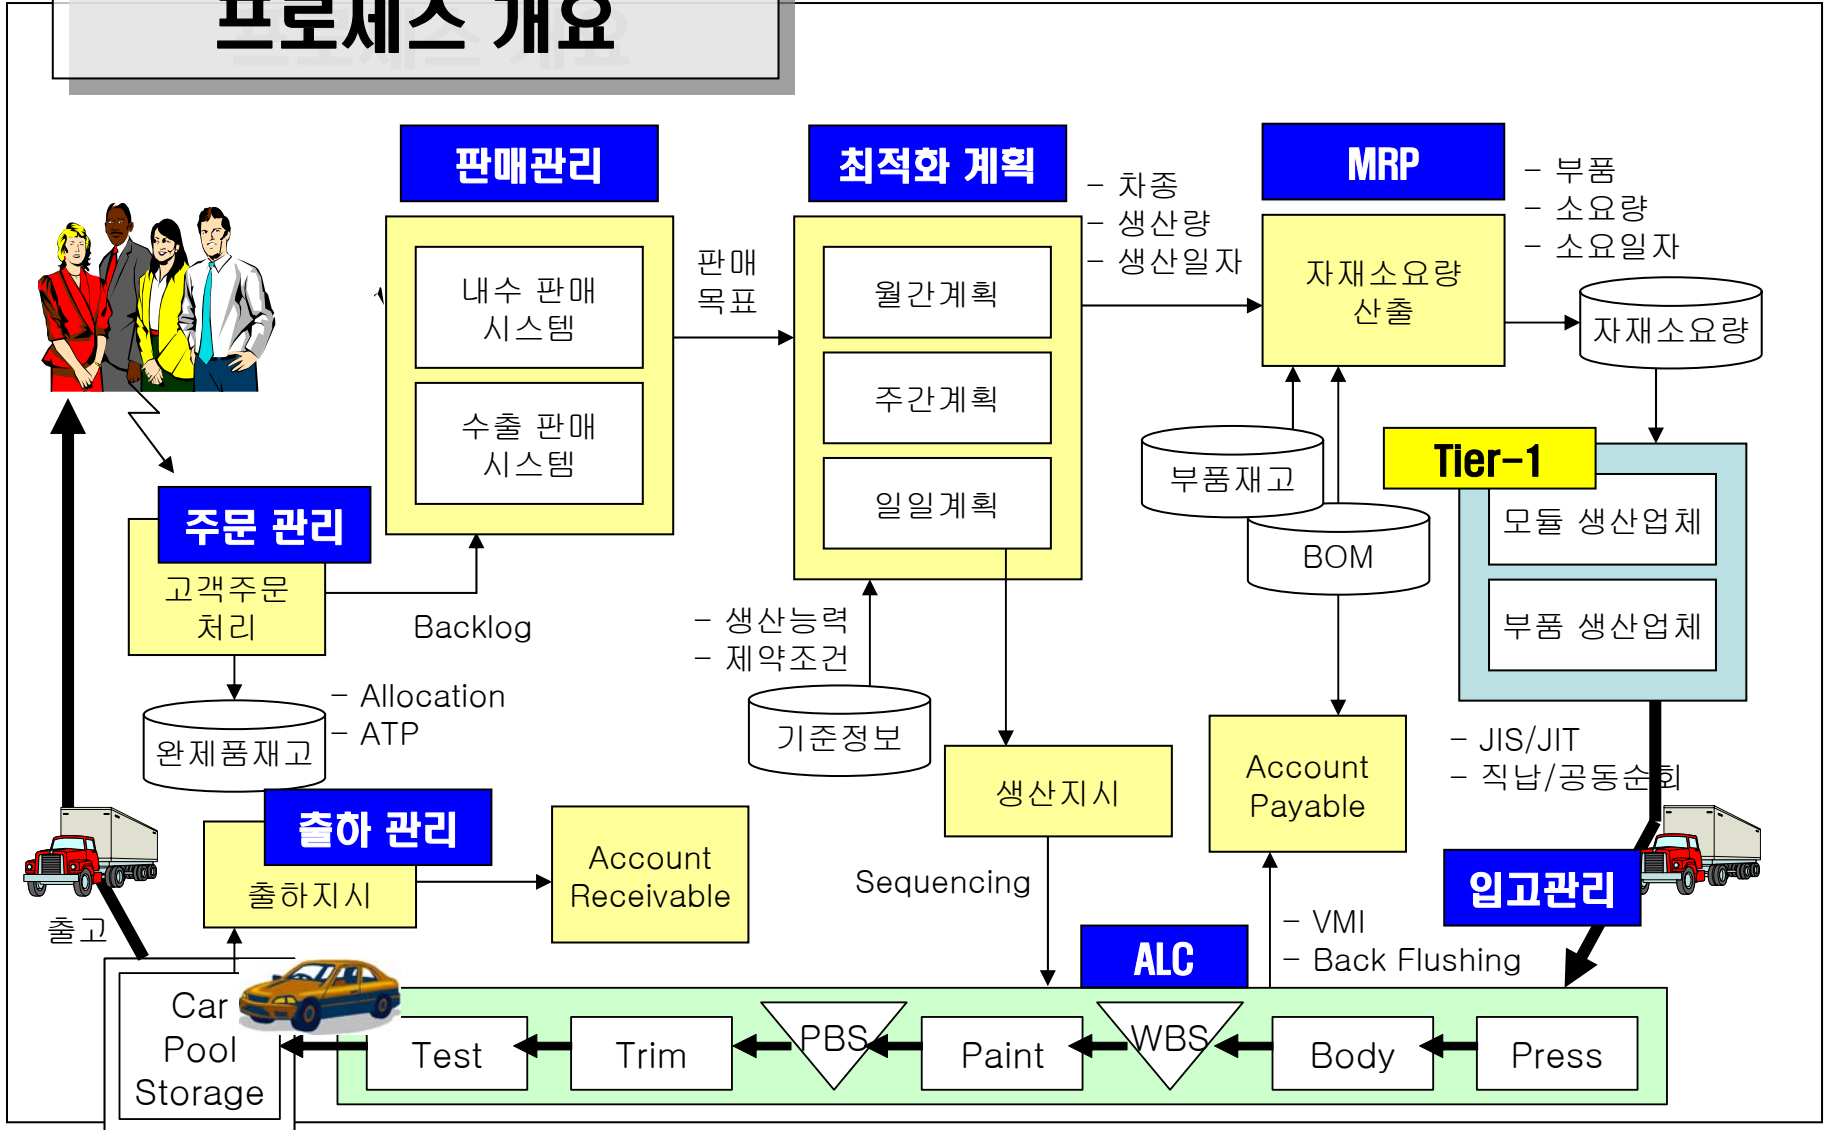 프로세스 개요
판매관리
최적화 계획
MRP
- 차종
- 생산량
- 생산일자
- 부품
- 소요량
- 소요일자
내수 판매
시스템
수출 판매
시스템
판매
목표
월간계획
주간계획
일일계획
자재소요량
산출
자재소요량
부품재고
BOM
Tier-1
모듈 생산업체
부품 생산업체
주문 관리
고객주문
처리
Backlog
- 생산능력
- 제약조건
완제품재고
- Allocation
- ATP
기준정보
생산지시
Account
Payable
- JIS/JIT
- 직납/공동순회
출하 관리
출하지시
Account
Receivable
Sequencing
입고관리
출고
ALC
- VMI
- Back Flushing
Car
Pool
Storage
Test
Trim
PBS
Paint
WBS
Body
Press